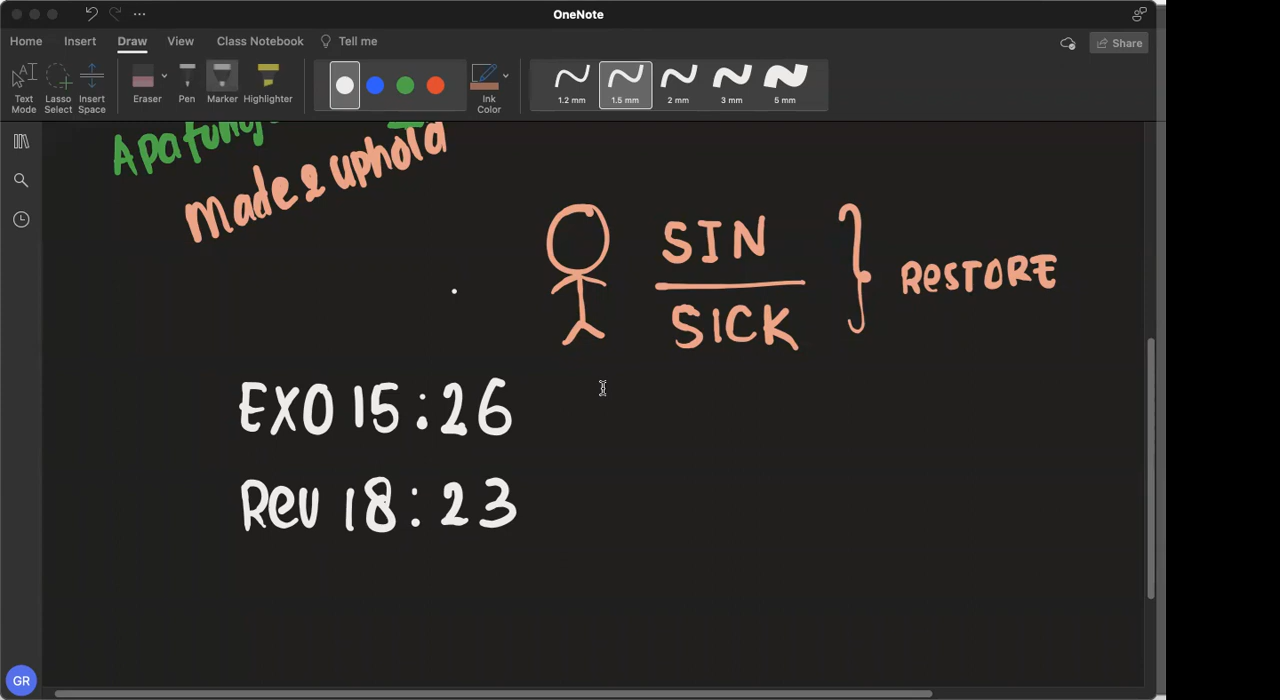 OneNote
Home Insert Draw View Class Notebook Tell me
Share
Text Mode
Lasso Select
Insert Space
Eraser
Pen
Marker
Highlighter
Ink Color
1.2 mm
1.5 mm
2 mm
3 mm
5 mm
Made & uphold
SIN
SICK
RESTORE
EXO 15:26
Rev 18:23
GR